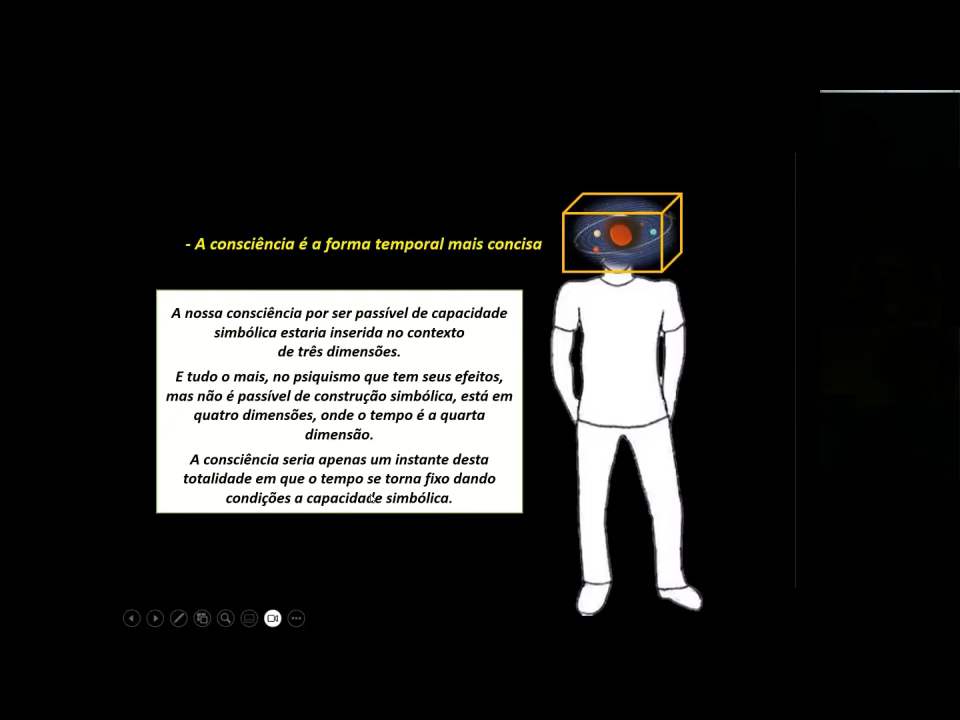 - A consciência é a forma temporal mais concisa
A nossa consciência por ser passível de capacidade
simbólica estaria inserida no contexto
de três dimensões.
E tudo o mais, no psiquismo que tem seus efeitos,
mas não é passível de construção simbólica, está em
quatro dimensões, onde o tempo é a quarta
dimensão.
A consciência seria apenas um instante desta
totalidade em que o tempo se torna fixo dando
condições a capacidade simbólica.